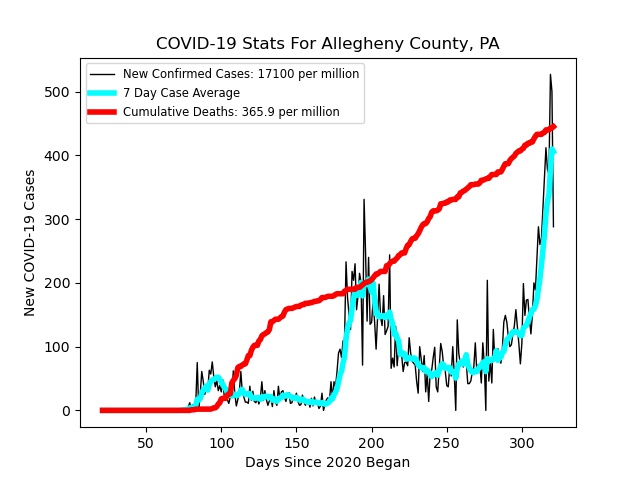 COVID-19 Stats For Allegheny County, PA
New Confirmed Cases: 17100 per million
7 Day Case Average
Cumulative Deaths: 365.9 per million
New COVID-19 Cases
500
400
300
200
100
0
50
100
150
200
250
300
Days Since 2020 Began